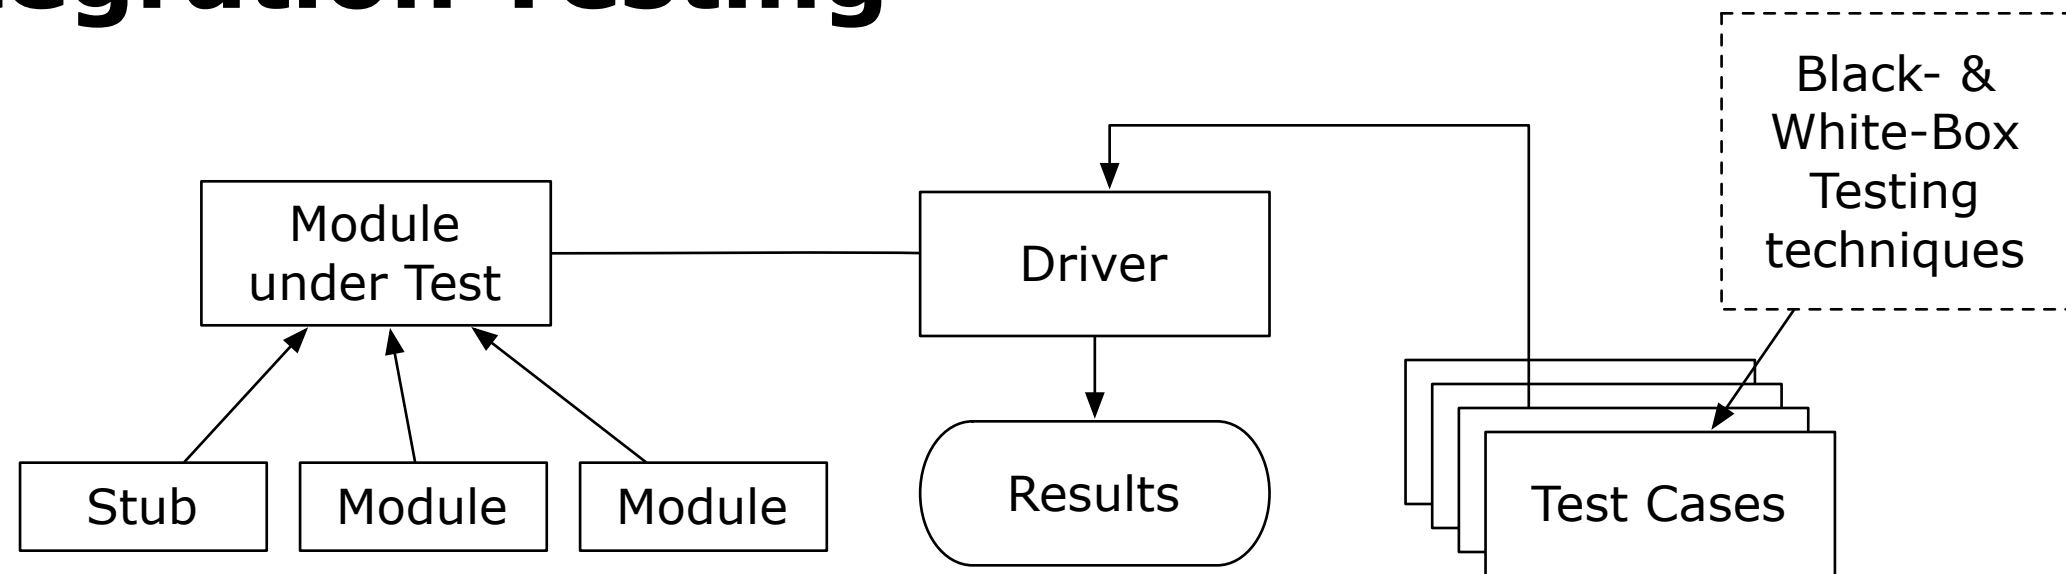 egration Testing
Black- &
White-Box
Testing
techniques
Module
under Test
Driver
Stub
Module
Module
Results
Test Cases